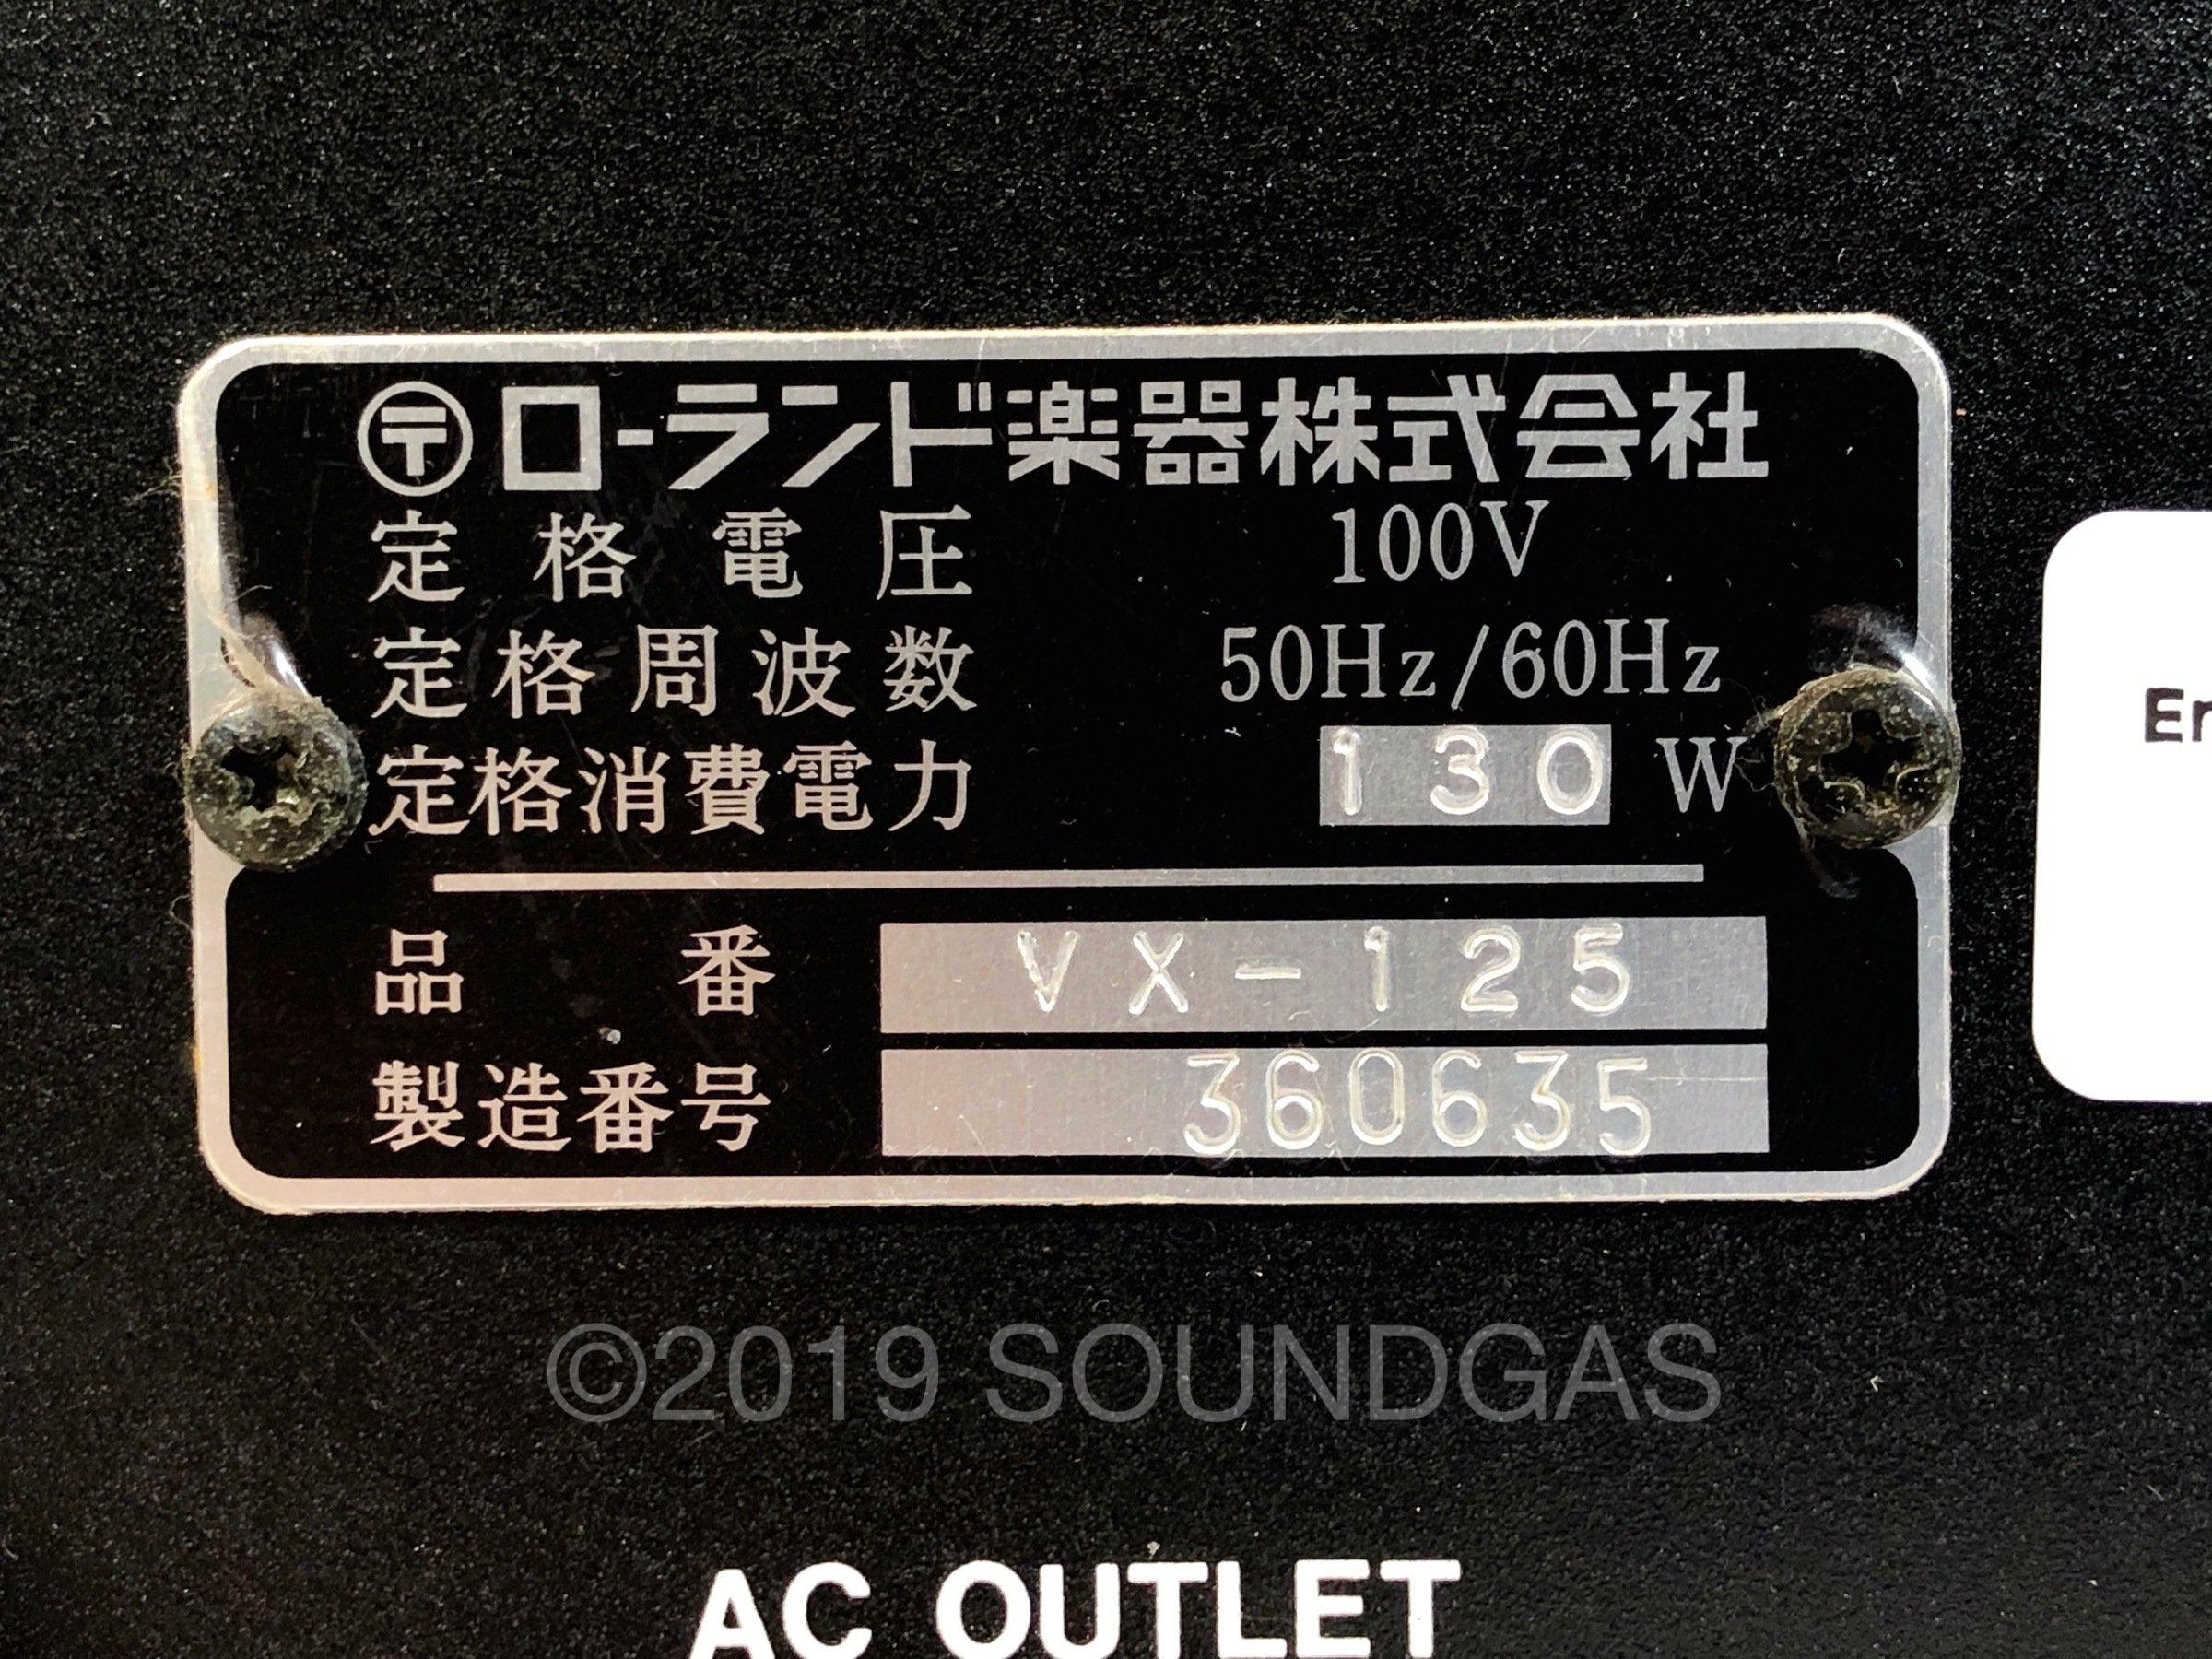 〶ローランド楽器株式会社
定格電圧 100V
定格周波数 50Hz/60Hz
定格消費電力 130 W
品番 VX-125
製造番号 360635
Er
©2019 SOUNDGAS
AC OUTLET